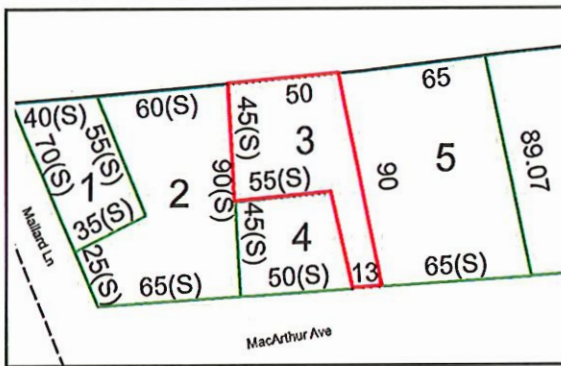 40(S)
60(S)
50
65
70(S)
55(S)
45(S)
3
1
2
90(S)
55(S)
90
5
89.07
35(S)
45(S)
4
Mallard Ln
25(S)
65(S)
50(S)
13
65(S)
MacArthur Ave